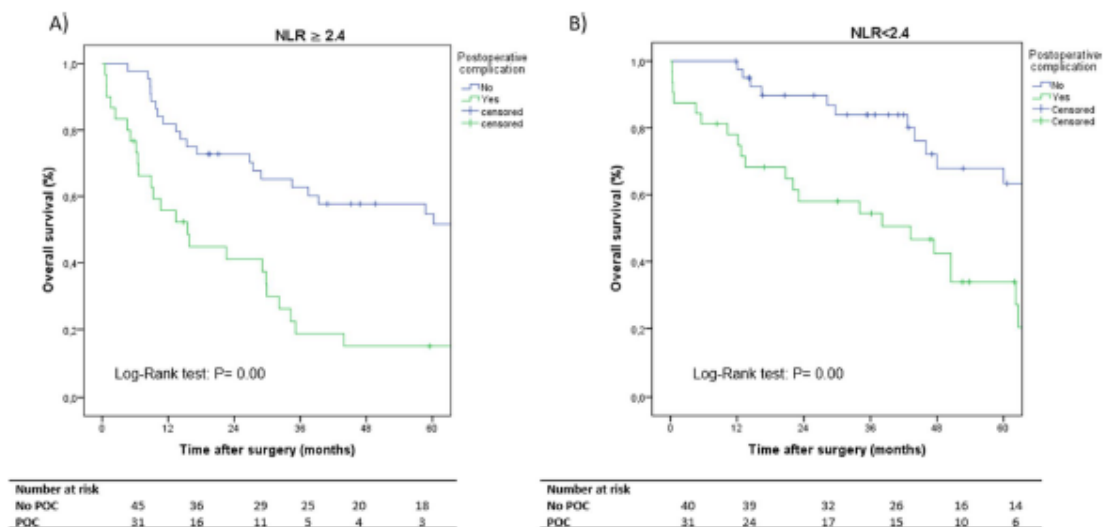 A)
NLR ≥ 2.4
Postoperative
complication
No
Yes
censored
censored
1,0
0,8
0,6
0,4
0,2
0,0
Overall survival (%)
Log-Rank test: P= 0.00
0 12 24 36 48 60
Time after surgery (months)
Number at risk
No POC 45 36 29 25 20 18
POC 31 16 11 5 4 3
B)
NLR<2.4
Postoperative
complication
No
Yes
Censored
Censored
1,0
0,8
0,6
0,4
0,2
0,0
Overall survival (%)
Log-Rank test: P= 0.00
0 12 24 36 48 60
Time after surgery (months)
Number at risk
No POC 40 39 32 26 16 14
POC 31 24 17 15 10 6